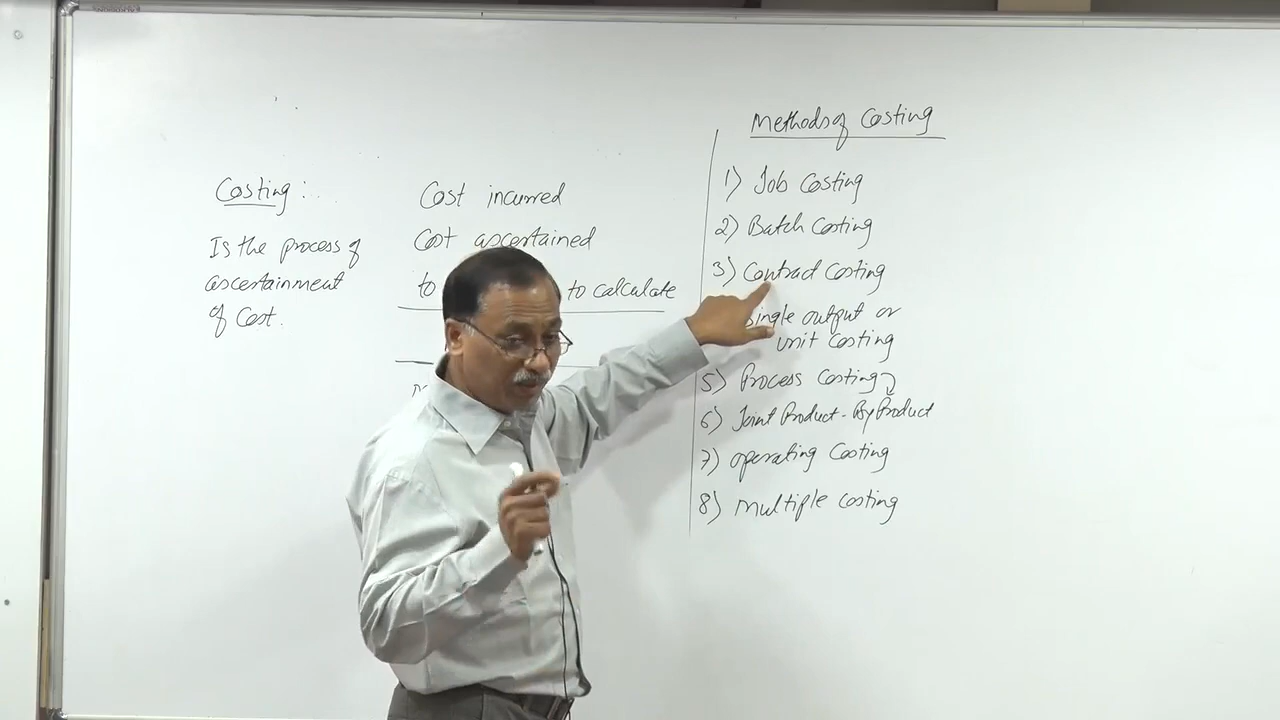 Costing :
Is the process of
ascertainment
of Cost.
Cost incurred
Cost ascertained
to to calculate
Methods of Costing
1) Job Costing
2) Batch Costing
3) Contract Costing
Single output or
unit Costing
5) Process Costing
6) Joint Product - By Product
7) Operating Costing
8) Multiple Costing